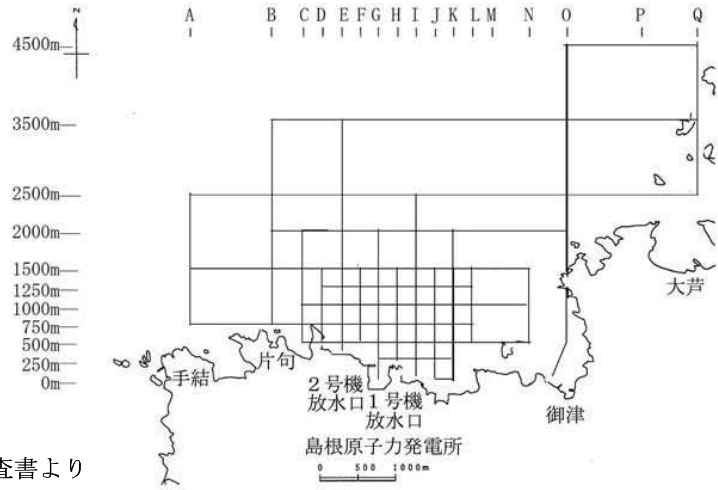 A B C D E F G H I J K L M N O P Q
N
4500m
3500m
2500m
2000m
1500m
1250m
1000m
750m
500m
250m
0m
大芦
片句
手結
2号機
放水口
1号機
放水口
御津
島根原子力発電所
0 500 1000m
査書より